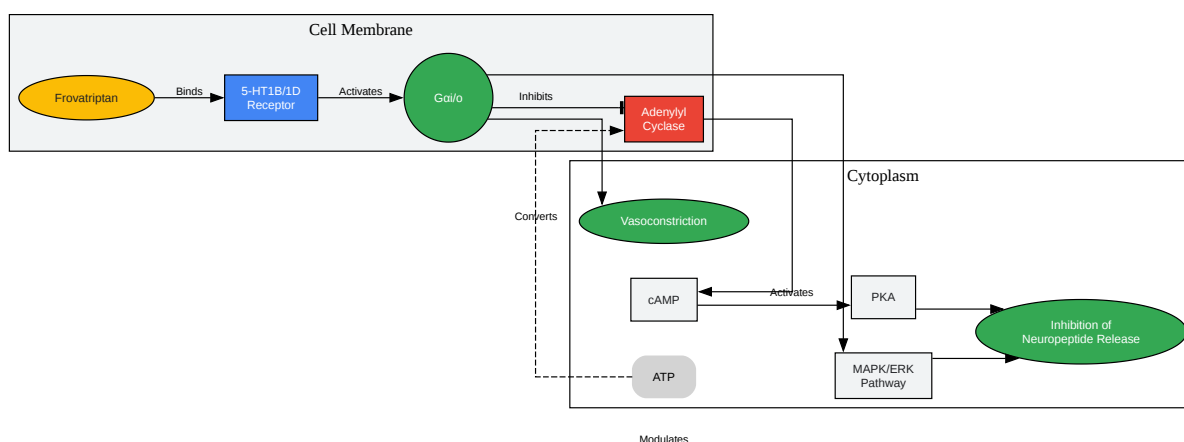 Cell Membrane
Frovatriptan
Binds
5-HT1B/1D
Receptor
Activates
Gαi/o
Inhibits
Adenylyl
Cyclase
Cytoplasm
Converts
Vasoconstriction
cAMP
Activates
PKA
Inhibition of
Neuropeptide Release
ATP
MAPK/ERK
Pathway
Modulates